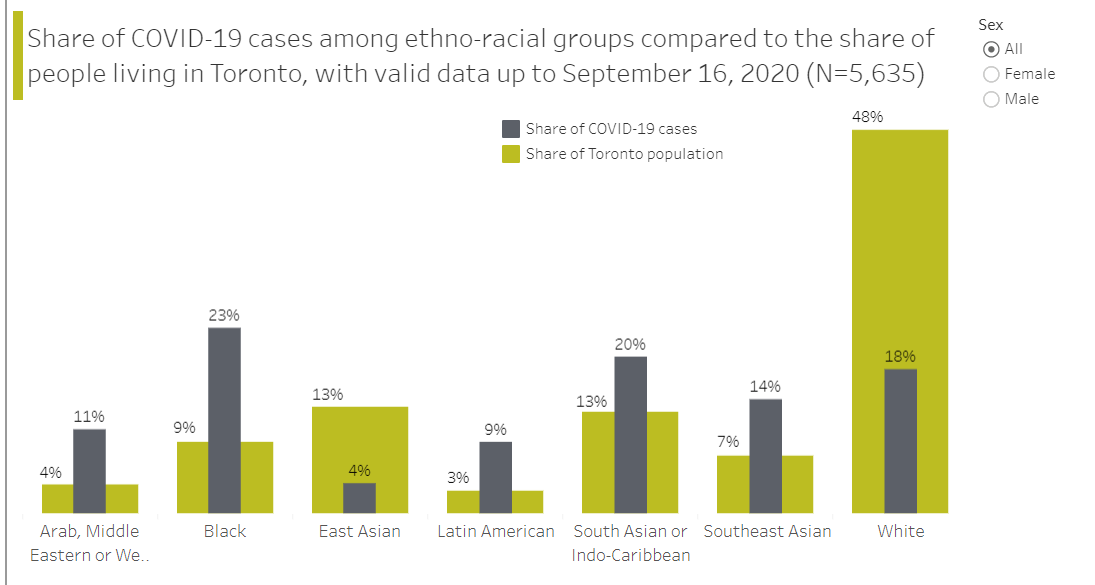 Share of COVID-19 cases among ethno-racial groups compared to the share of
people living in Toronto, with valid data up to September 16, 2020 (N=5,635)
Sex
All
Female
Male
Share of COVID-19 cases
Share of Toronto population
4%
11%
9%
23%
13%
4%
3%
9%
13%
20%
7%
14%
48%
18%
Arab, Middle
Eastern or We..
Black
East Asian
Latin American
South Asian or
Indo-Caribbean
Southeast Asian
White